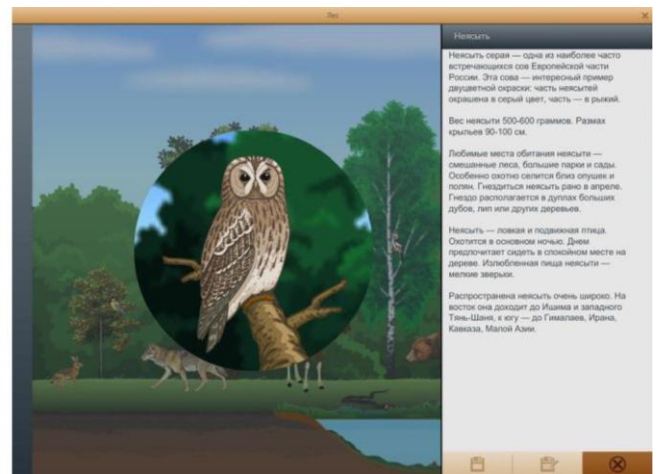 Лес
Неясыть
Неясыть серая — одна из наиболее часто
встречающихся сов Европейской части
России. Эта сова — интересный пример
двуцветной окраски: часть неясытей
окрашена в серый цвет, часть — в рыжий.
Вес неясыти 500-600 граммов. Размах
крыльев 90-100 см.
Любимые места обитания неясыти —
смешанные леса, большие парки и сады.
Особенно охотно селится близ опушек и
полян. Гнездиться неясыть рано в апреле.
Гнездо располагается в дуплах больших
дубов, лип или других деревьев.
Неясыть — ловкая и подвижная птица.
Охотится в основном ночью. Днем
предпочитает сидеть в спокойном месте на
дереве. Излюбленная пища неясыти —
мелкие зверьки.
Распространена неясыть очень широко. На
восток она доходит до Ишима и западного
Тянь-Шаня, к югу — до Гималаев, Ирана,
Кавказа, Малой Азии.